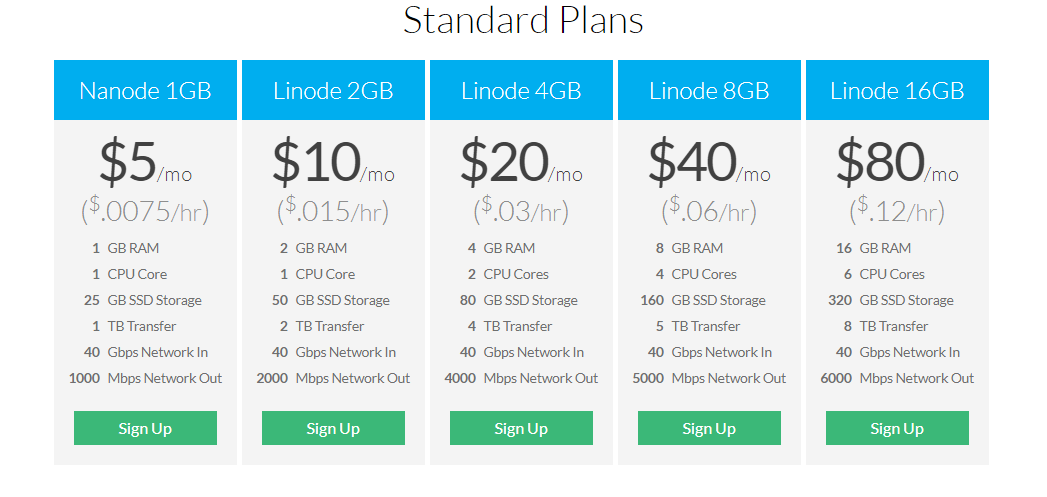 Standard Plans
Nanode 1GB
$5/mo
($.0075/hr)
1 GB RAM
1 CPU Core
25 GB SSD Storage
1 TB Transfer
40 Gbps Network In
1000 Mbps Network Out
Sign Up
Linode 2GB
$10/mo
($.015/hr)
2 GB RAM
1 CPU Core
50 GB SSD Storage
2 TB Transfer
40 Gbps Network In
2000 Mbps Network Out
Sign Up
Linode 4GB
$20/mo
($.03/hr)
4 GB RAM
2 CPU Cores
80 GB SSD Storage
4 TB Transfer
40 Gbps Network In
4000 Mbps Network Out
Sign Up
Linode 8GB
$40/mo
($.06/hr)
8 GB RAM
4 CPU Cores
160 GB SSD Storage
5 TB Transfer
40 Gbps Network In
5000 Mbps Network Out
Sign Up
Linode 16GB
$80/mo
($.12/hr)
16 GB RAM
6 CPU Cores
320 GB SSD Storage
8 TB Transfer
40 Gbps Network In
6000 Mbps Network Out
Sign Up